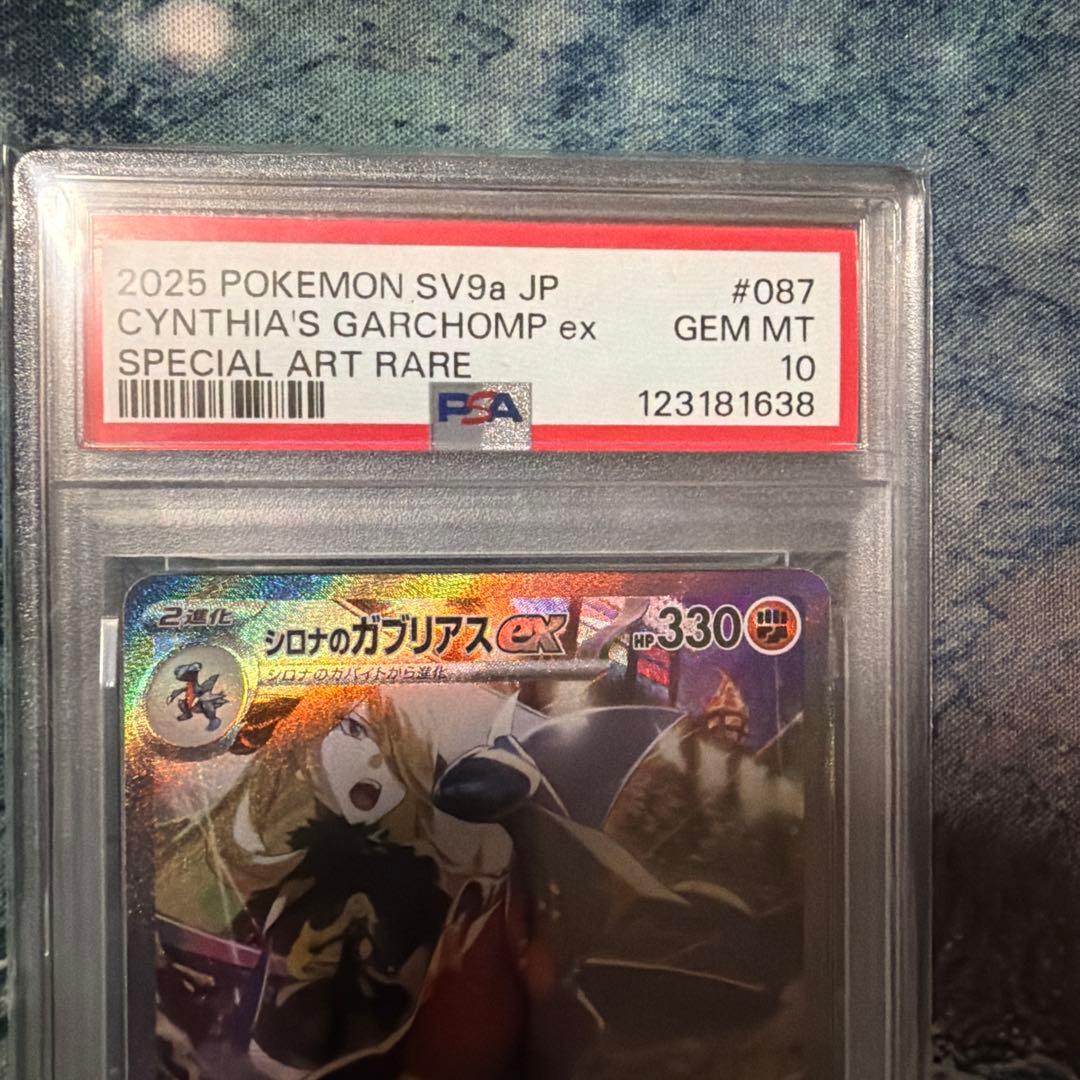 2025 POKEMON SV9a JP #087
CYNTHIA'S GARCHOMP ex GEM MT
SPECIAL ART RARE 10
PSA 123181638
2進化 シロナのガブリアスex HP330
シロナのガバイトから進化